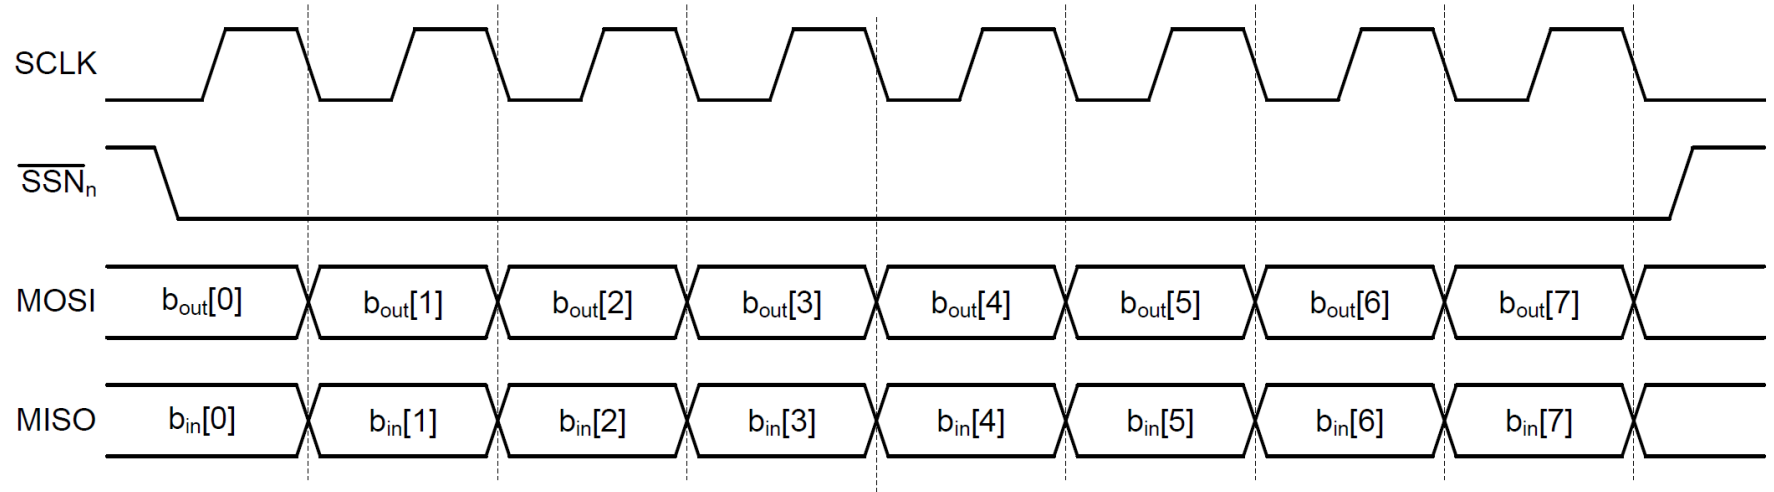 SCLK
SSNn
MOSI bout[0] bout[1] bout[2] bout[3] bout[4] bout[5] bout[6] bout[7]
MISO bin[0] bin[1] bin[2] bin[3] bin[4] bin[5] bin[6] bin[7]